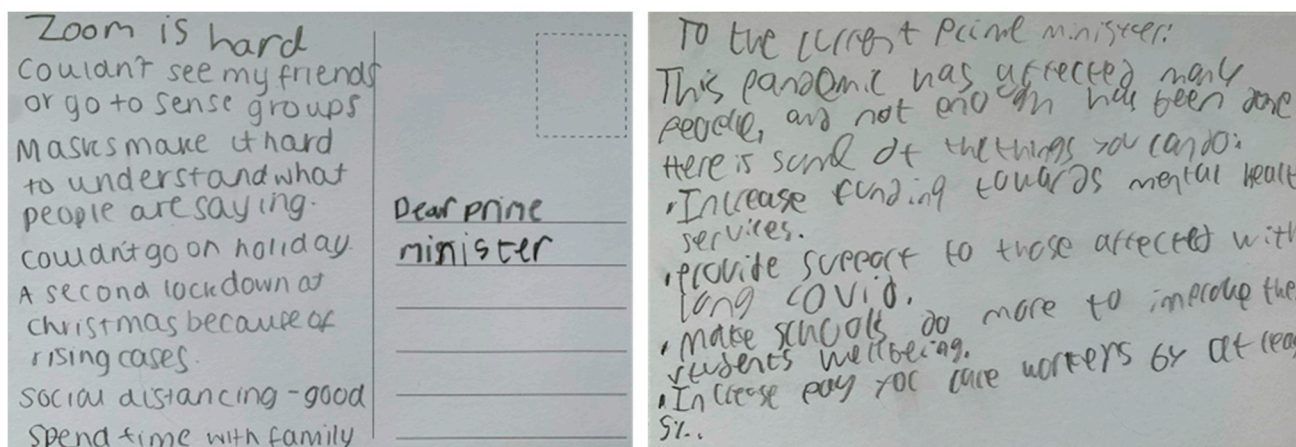 Zoom is hard
Couldn't see my friends
or go to sense groups
Masks make it hard
to understand what
people are saying.
couldn't go on holiday.
A second lockdown at
christmas because of
rising cases.
social distancing - good
spend time with family
Dear prime
minister
To the current Prime minister:
This pandemic has affected many
people, and not enough has been done
Here is some of the things you can do:
• Increase funding towards mental healt
services.
• provide support to those affected with
long covid.
• make schools do more to improve the
students wellbeing.
• Increase pay for care workers by at leas
5%.